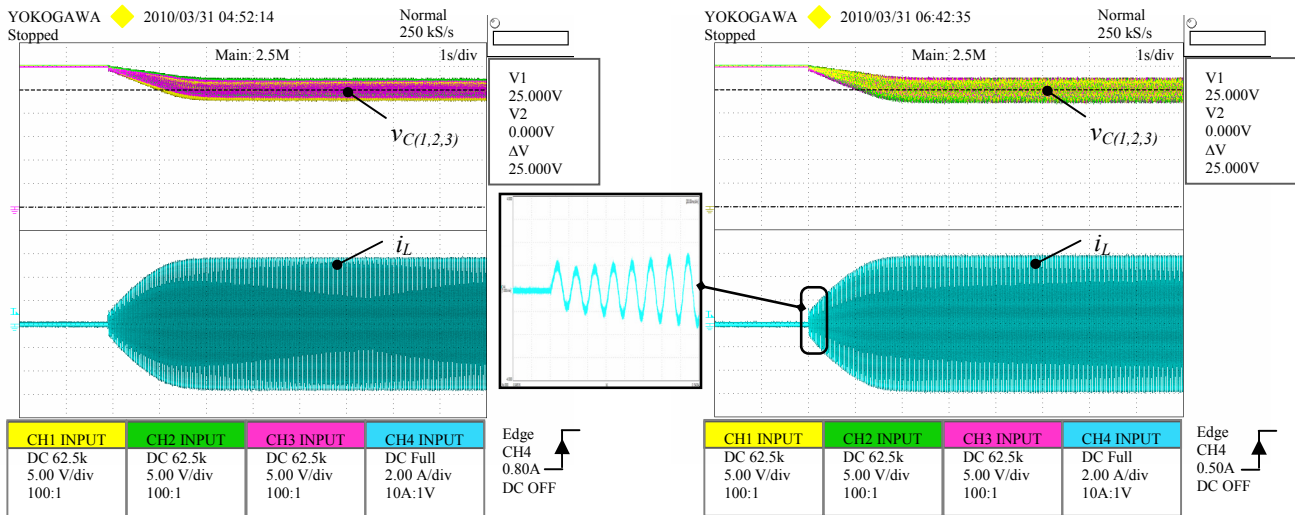 YOKOGAWA 2010/03/31 04:52:14 Normal
Stopped 250 kS/s
Main: 2.5M 1s/div
V1
25.000V
V2
0.000V
ΔV
25.000V
vC(1,2,3)
iL
CH1 INPUT CH2 INPUT CH3 INPUT CH4 INPUT
DC 62.5k DC 62.5k DC 62.5k DC Full
5.00 V/div 5.00 V/div 5.00 V/div 2.00 A/div
100:1 100:1 100:1 10A:1V
Edge
CH4
0.80A
DC OFF
YOKOGAWA 2010/03/31 06:42:35 Normal
Stopped 250 kS/s
Main: 2.5M 1s/div
V1
25.000V
V2
0.000V
ΔV
25.000V
vC(1,2,3)
iL
CH1 INPUT CH2 INPUT CH3 INPUT CH4 INPUT
DC 62.5k DC 62.5k DC 62.5k DC Full
5.00 V/div 5.00 V/div 5.00 V/div 2.00 A/div
100:1 100:1 100:1 10A:1V
Edge
CH4
0.50A
DC OFF